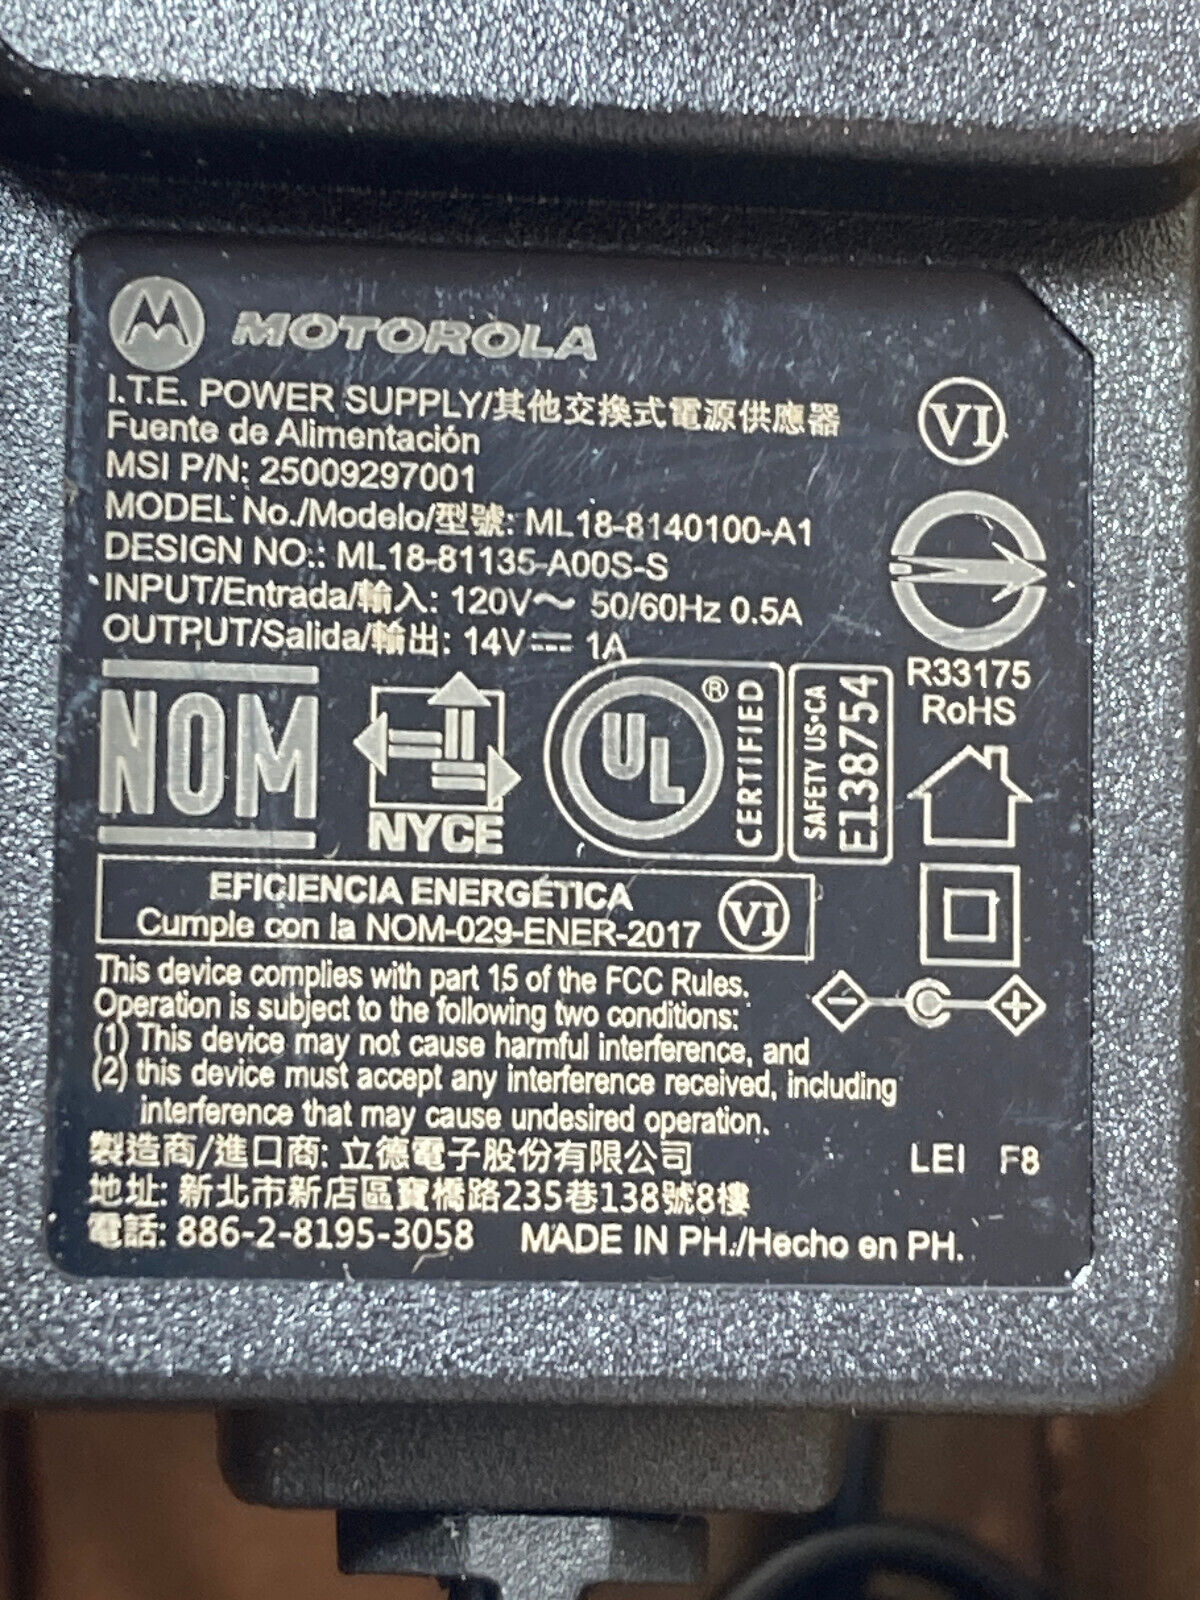 MOTOROLA
I.T.E. POWER SUPPLY/其他交換式電源供應器
Fuente de Alimentación
MSI P/N: 25009297001
MODEL No./Modelo/型號: ML18-8140100-A1
DESIGN NO.: ML18-81135-A00S-S
INPUT/Entrada/輸入: 120V~ 50/60Hz 0.5A
OUTPUT/Salida/輸出: 14V⎓ 1A
VI
R33175
RoHS
NOM
NYCE
UL ® CERTIFIED
SAFETY US•CA
E138754
EFICIENCIA ENERGÉTICA
Cumple con la NOM-029-ENER-2017 VI
This device complies with part 15 of the FCC Rules.
Operation is subject to the following two conditions:
(1) This device may not cause harmful interference, and
(2) this device must accept any interference received, including
interference that may cause undesired operation.
製造商/進口商: 立德電子股份有限公司
LEI F8
地址: 新北市新店區寶橋路235巷138號8樓
電話: 886-2-8195-3058 MADE IN PH./Hecho en PH.